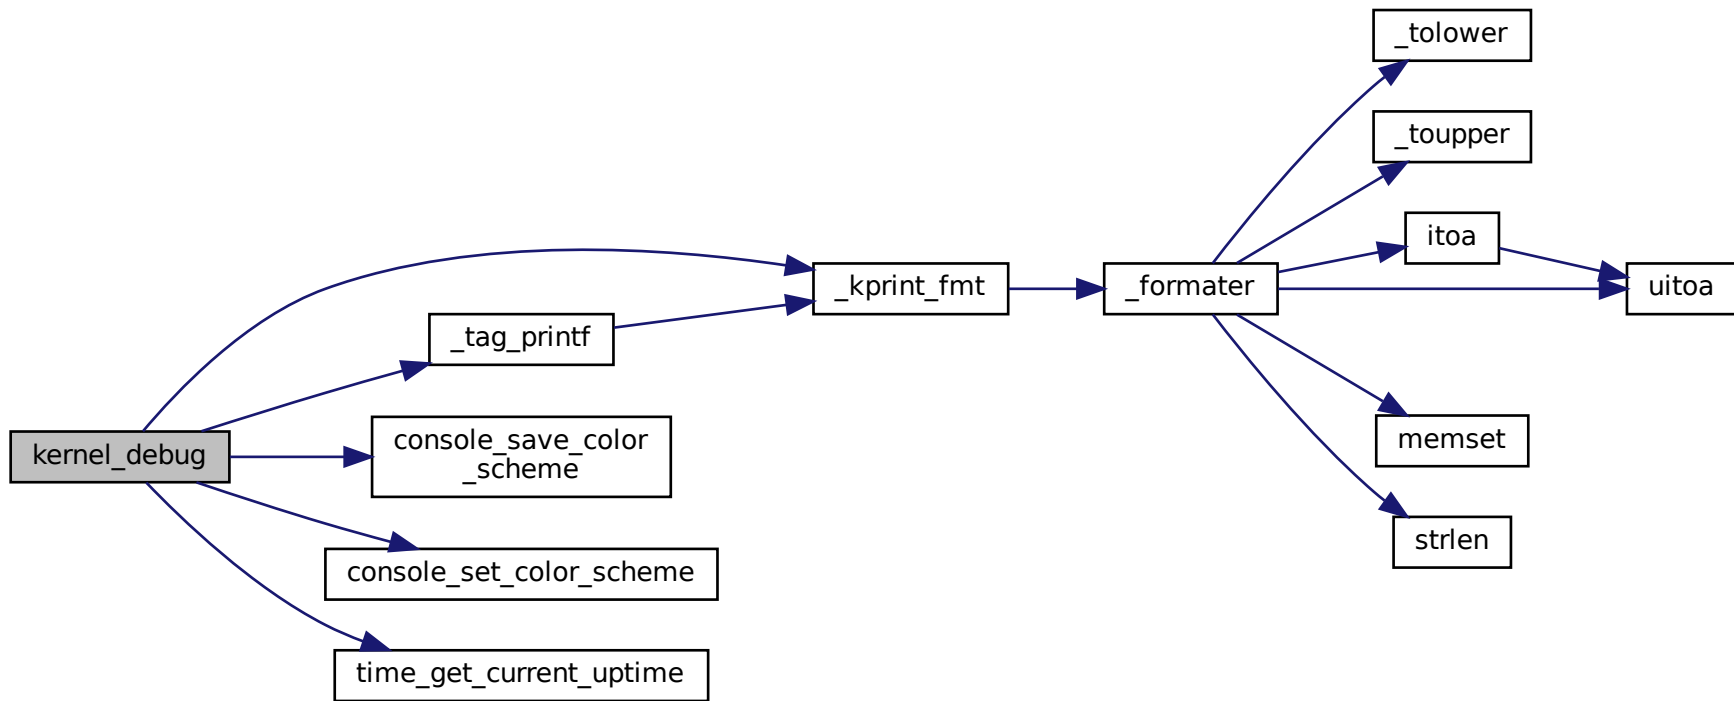 _tolower
_toupper
itoa
_kprint_fmt
_formater
uitoa
_tag_printf
kernel_debug
console_save_color
_scheme
memset
strlen
console_set_color_scheme
time_get_current_uptime